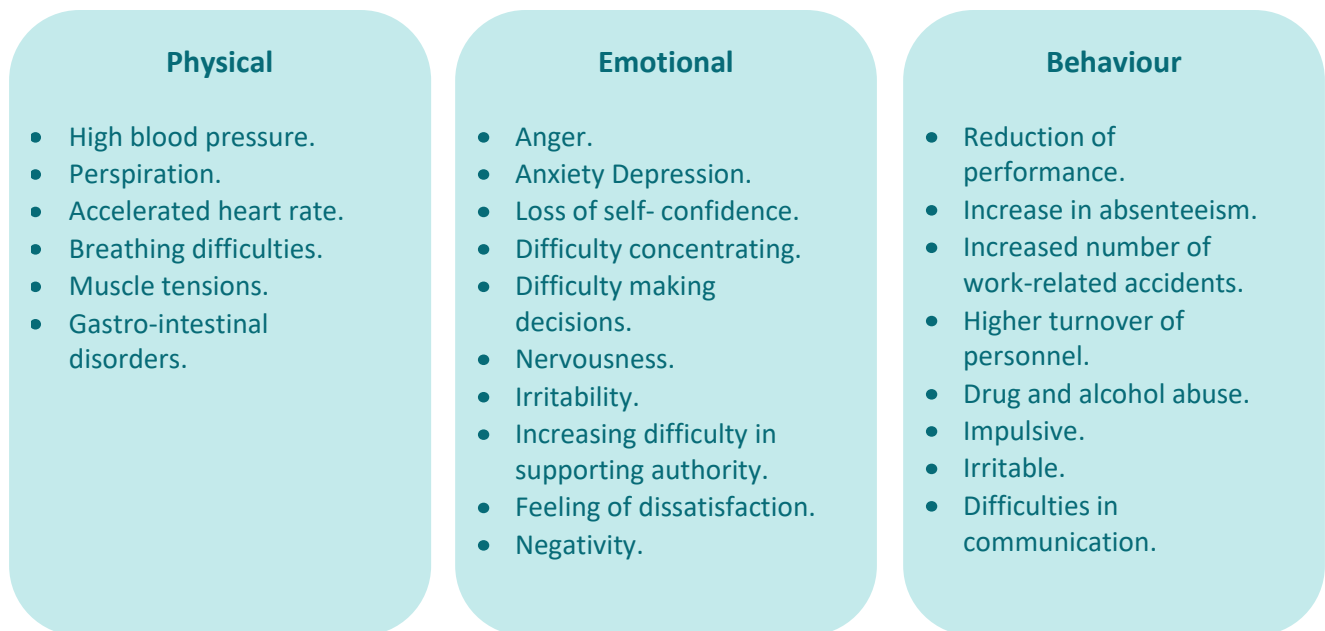 Physical
• High blood pressure.
• Perspiration.
• Accelerated heart rate.
• Breathing difficulties.
• Muscle tensions.
• Gastro-intestinal
disorders.
Emotional
• Anger.
• Anxiety Depression.
• Loss of self- confidence.
• Difficulty concentrating.
• Difficulty making
decisions.
• Nervousness.
• Irritability.
• Increasing difficulty in
supporting authority.
• Feeling of dissatisfaction.
• Negativity.
Behaviour
• Reduction of
performance.
• Increase in absenteeism.
• Increased number of
work-related accidents.
• Higher turnover of
personnel.
• Drug and alcohol abuse.
• Impulsive.
• Irritable.
• Difficulties in
communication.